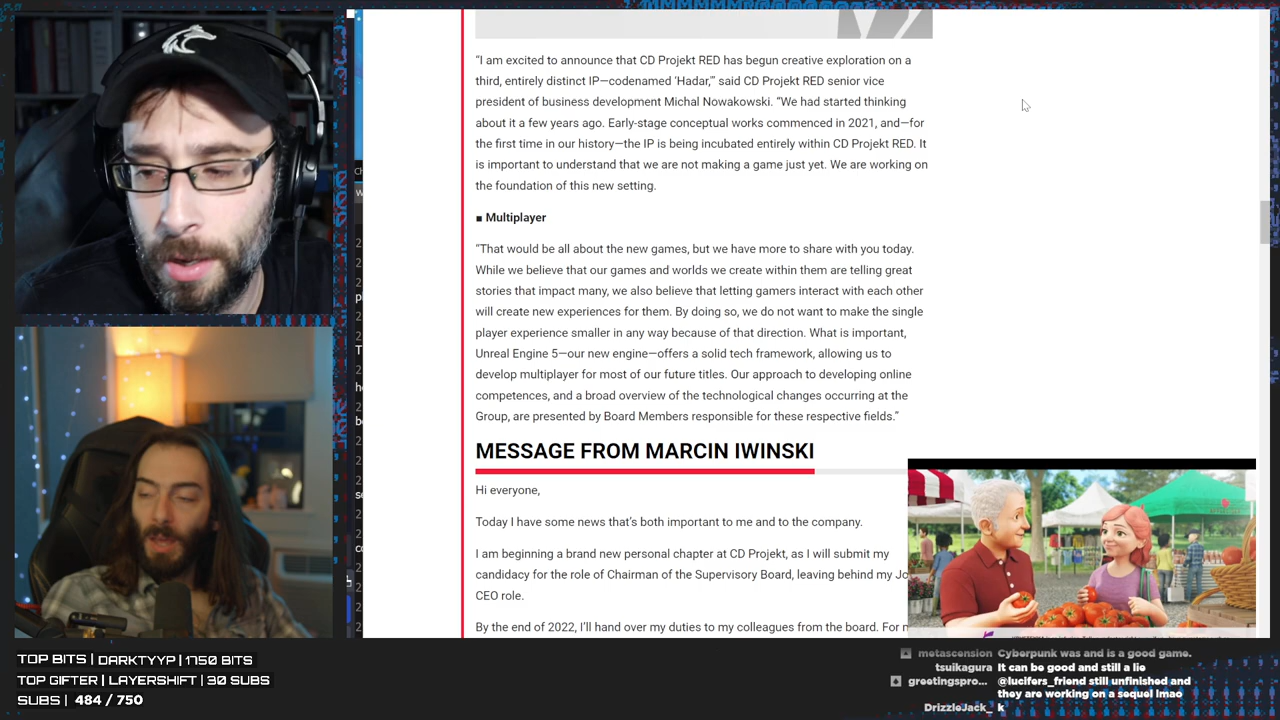 “I am excited to announce that CD Projekt RED has begun creative exploration on a
third, entirely distinct IP—codenamed ‘Hadar,’” said CD Projekt RED senior vice
president of business development Michal Nowakowski. “We had started thinking
about it a few years ago. Early-stage conceptual works commenced in 2021, and—for
the first time in our history—the IP is being incubated entirely within CD Projekt RED. It
is important to understand that we are not making a game just yet. We are working on
the foundation of this new setting.
■ Multiplayer
“That would be all about the new games, but we have more to share with you today.
While we believe that our games and worlds we create within them are telling great
stories that impact many, we also believe that letting gamers interact with each other
will create new experiences for them. By doing so, we do not want to make the single
player experience smaller in any way because of that direction. What is important,
Unreal Engine 5—our new engine—offers a solid tech framework, allowing us to
develop multiplayer for most of our future titles. Our approach to developing online
competences, and a broad overview of the technological changes occurring at the
Group, are presented by Board Members responsible for these respective fields.”
MESSAGE FROM MARCIN IWINSKI
Hi everyone,
Today I have some news that’s both important to me and to the company.
I am beginning a brand new personal chapter at CD Projekt, as I will submit my
candidacy for the role of Chairman of the Supervisory Board, leaving behind my Jo
CEO role.
By the end of 2022, I’ll hand over my duties to my colleagues from the board. For
TOP BITS | DARKTYYP | 1750 BITS
TOP GIFTER | LAYERSHIFT | 30 SUBS
SUBS | 484 / 750
metascension Cyberpunk was and is a good game.
tsuikagura It can be good and still a lie
greetingspro... @lucifers_friend still unfinished and
they are working on a sequel lmao
DrizzleJack_ k